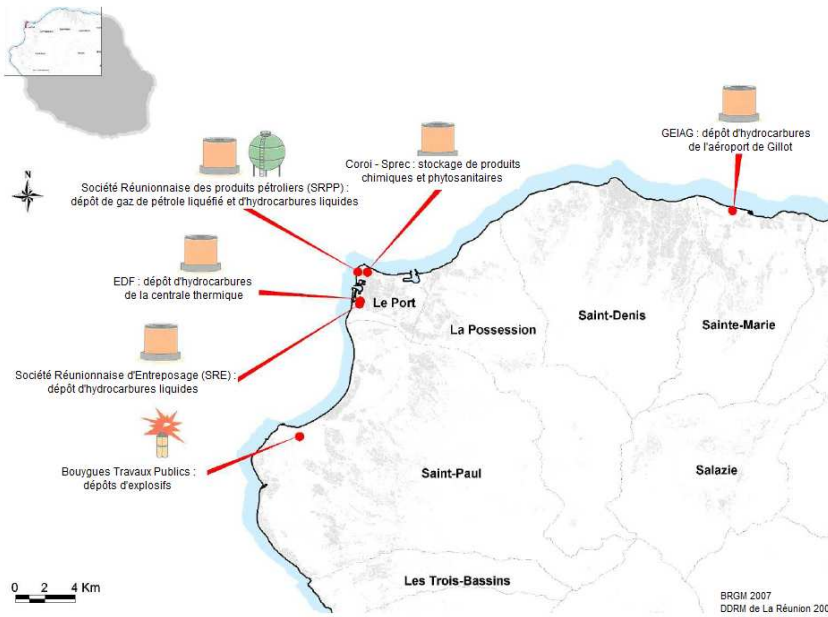 GEIAG : dépôt d'hydrocarbures
de l'aéroport de Gillot
Coroi - Sprec : stockage de produits
chimiques et phytosanitaires
Société Réunionnaise des produits pétroliers (SRPP) :
dépôt de gaz de pétrole liquéfié et d'hydrocarbures liquides
EDF : dépôt d'hydrocarbures
de la centrale thermique
Le Port
La Possession
Saint-Denis
Sainte-Marie
Société Réunionnaise d'Entreposage (SRE) :
dépôt d'hydrocarbures liquides
Bouygues Travaux Publics :
dépôts d'explosifs
Saint-Paul
Salazie
Les Trois-Bassins
0 2 4 Km
BRGM 2007
DDRM de La Réunion 200